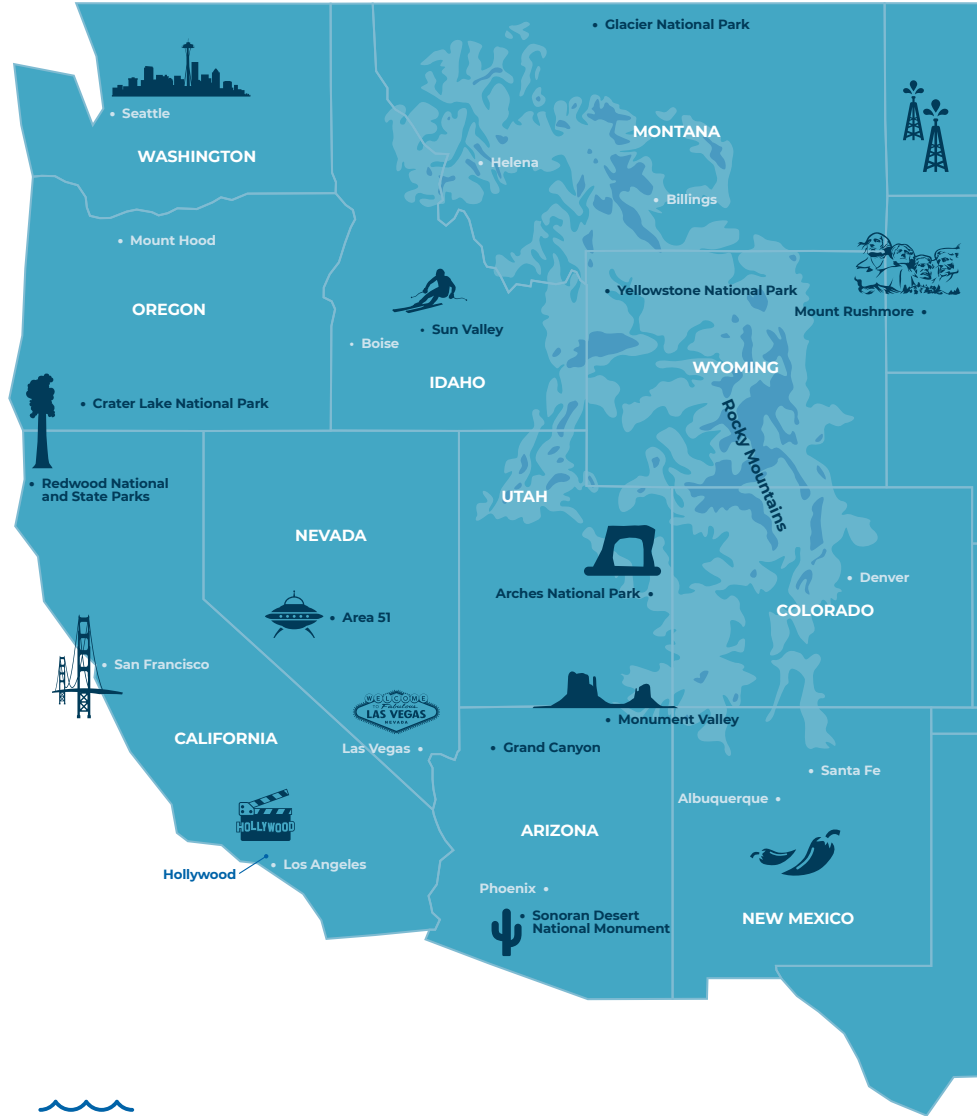 Glacier National Park
Seattle
MONTANA
WASHINGTON
Helena
Billings
Mount Hood
Yellowstone National Park
OREGON
Mount Rushmore
Sun Valley
Boise
WYOMING
IDAHO
Crater Lake National Park
Rocky Mountains
Redwood National
and State Parks
UTAH
NEVADA
Denver
Arches National Park
COLORADO
Area 51
San Francisco
WELCOME
TO Fabulous
LAS VEGAS
NEVADA
Monument Valley
CALIFORNIA
Las Vegas
Grand Canyon
Santa Fe
Albuquerque
HOLLYWOOD
ARIZONA
Los Angeles
Hollywood
Phoenix
Sonoran Desert
National Monument
NEW MEXICO